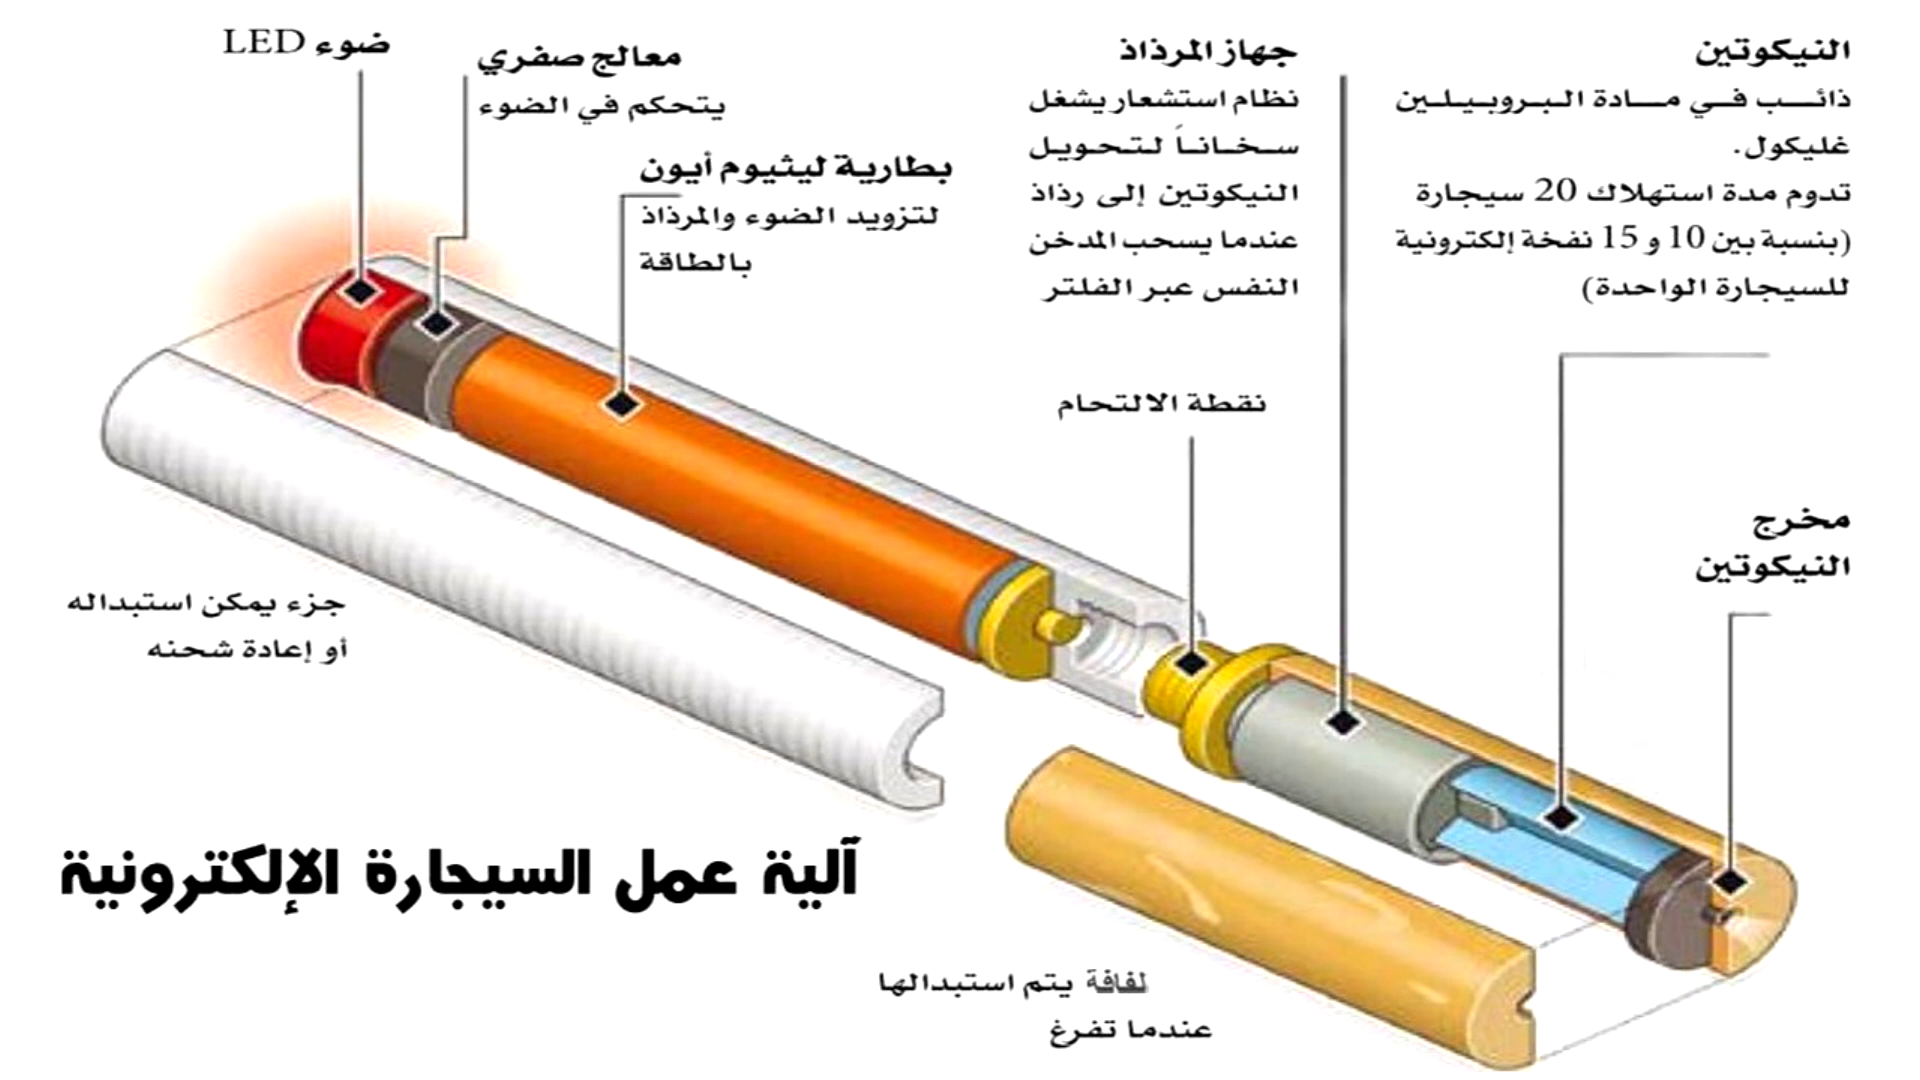 النيكوتين
ذائب في مادة البروبيلين
غليكول.
تدوم مدة استهلاك 20 سيجارة
(بنسبة بين 10 و 15 نفخة إلكترونية
للسيجارة الواحدة)
جهاز المرذاذ
نظام استشعار يشغل
سخاناً لتحويل
النيكوتين إلى رذاذ
عندما يسحب المدخن
النفس عبر الفلتر
معالج صفري
يتحكم في الضوء
ضوء LED
بطارية ليثيوم أيون
لتزويد الضوء والمرذاذ
بالطاقة
نقطة الالتحام
مخرج
النيكوتين
جزء يمكن استبداله
أو إعادة شحنه
آلية عمل السيجارة الإلكترونية
لفافة يتم استبدالها
عندما تفرغ